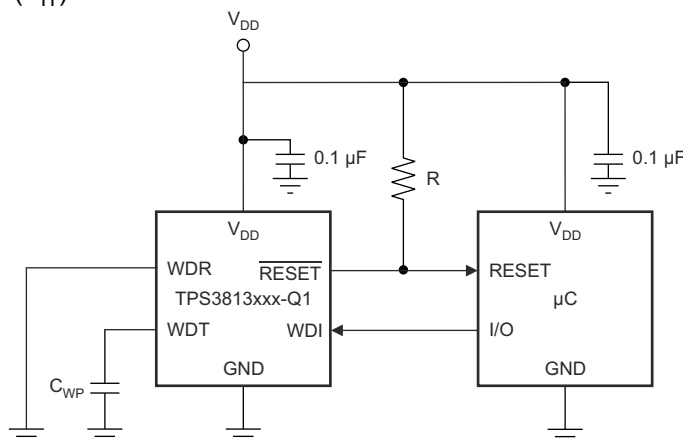 V_DD
0.1 µF
R
0.1 µF
V_DD
V_DD
WDR
RESET
RESET
TPS3813xxx-Q1
µC
WDT
WDI
I/O
C_WP
GND
GND